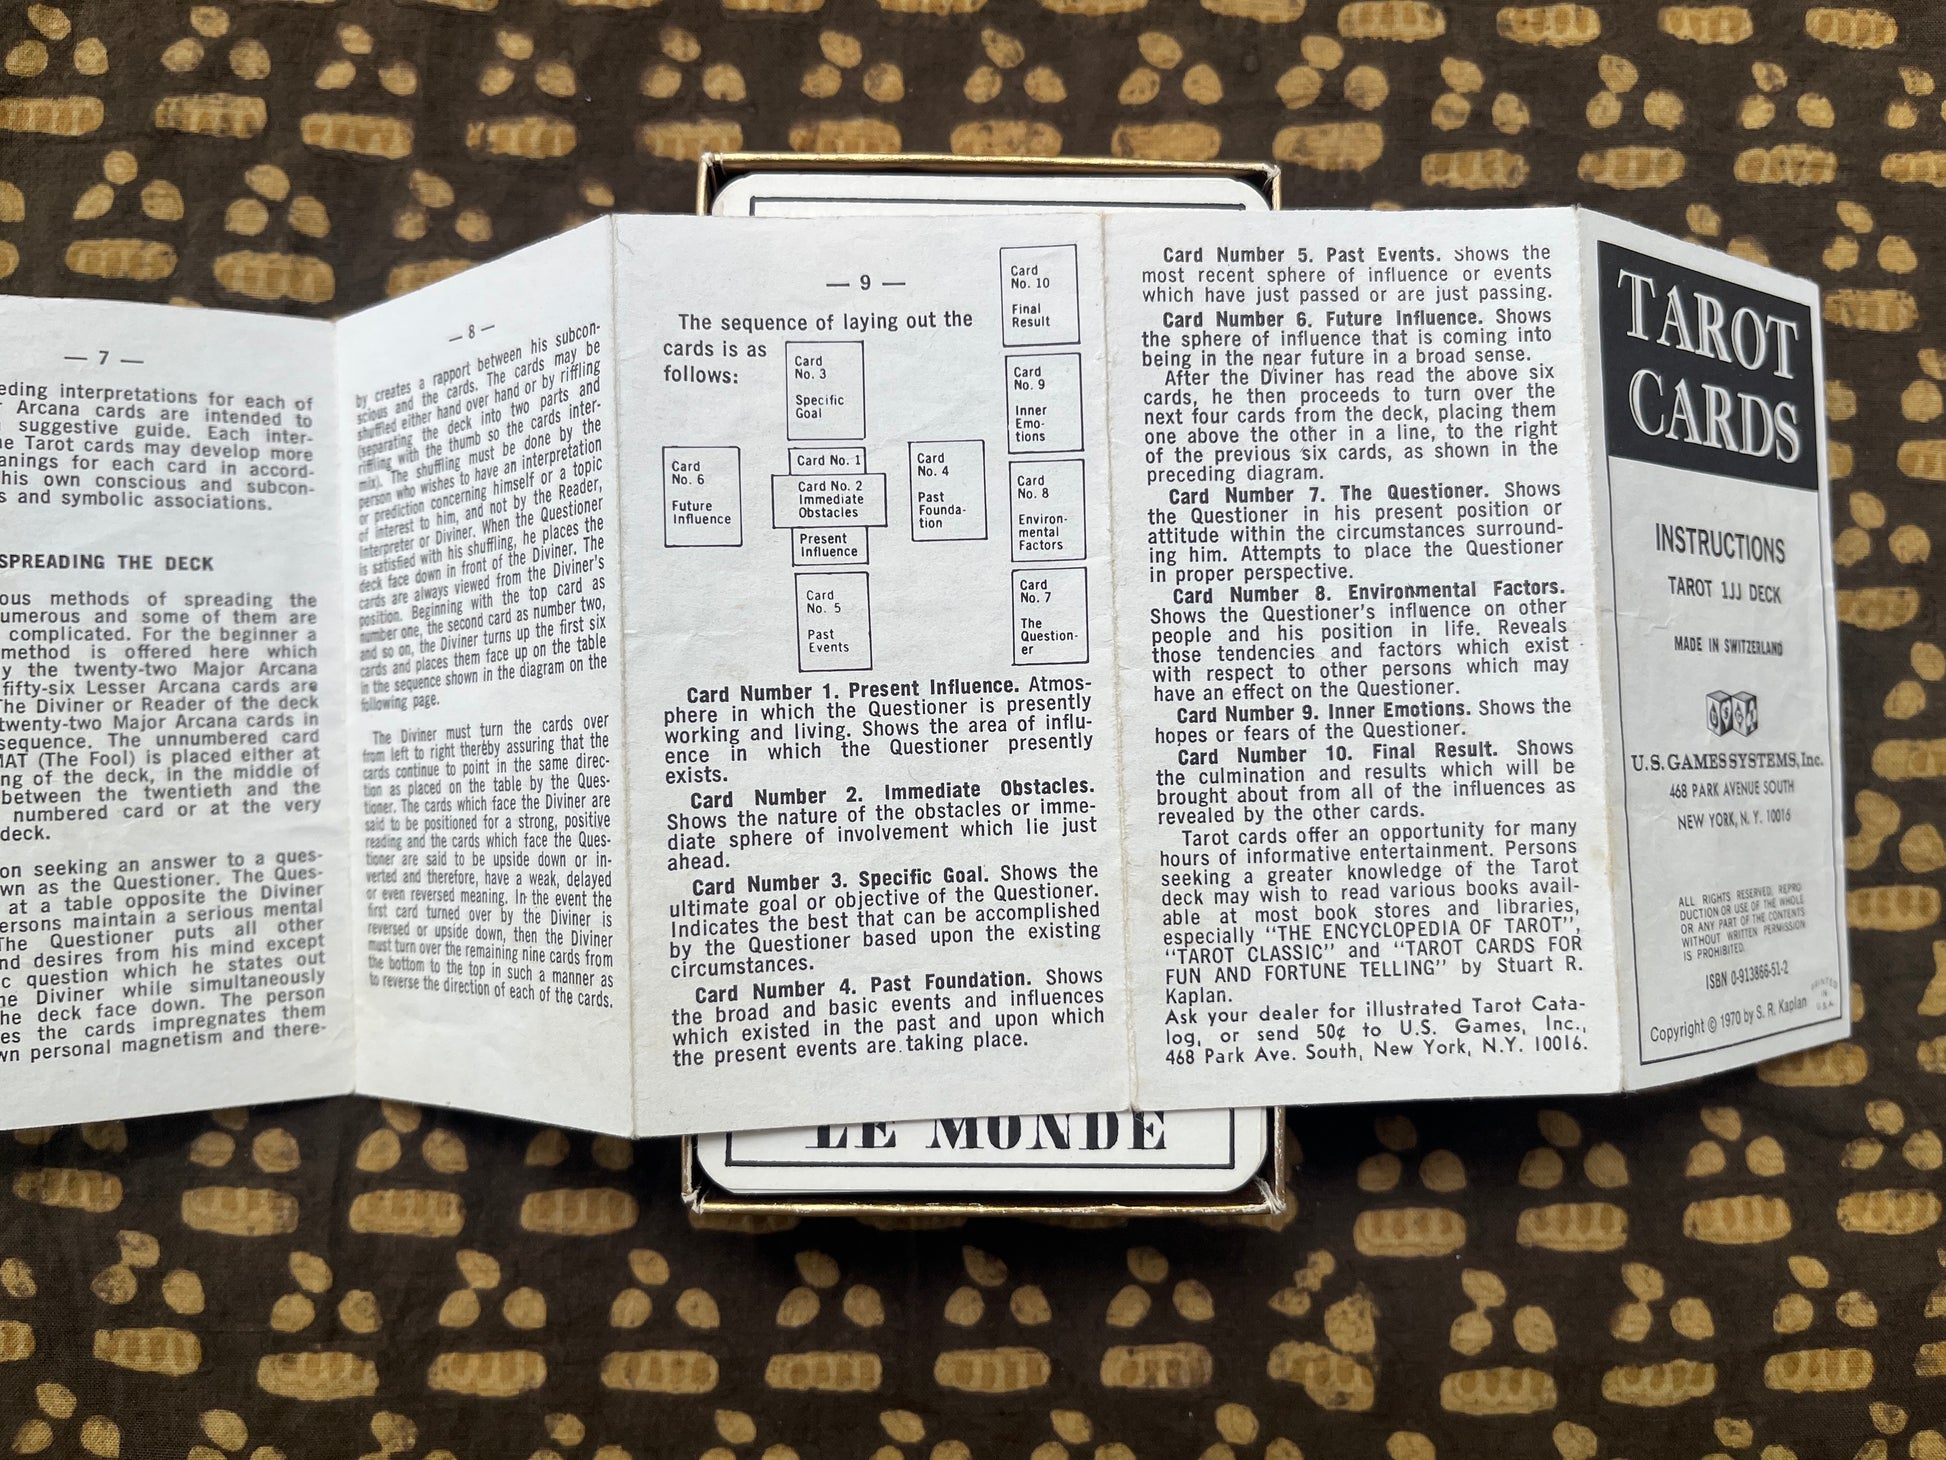 — 7 —
eding interpretations for each of
Arcana cards are intended to
suggestive guide. Each inter-
Tarot cards may develop more
anings for each card in accord-
his own conscious and subcon-
s and symbolic associations.
SPREADING THE DECK
ous methods of spreading the
umerous and some of them are
complicated. For the beginner a
method is offered here which
y the twenty-two Major Arcana
fifty-six Lesser Arcana cards are
The Diviner or Reader of the deck
twenty-two Major Arcana cards in
sequence. The unnumbered card
MAT (The Fool) is placed either at
ng of the deck, in the middle of
between the twentieth and the
numbered card or at the very
deck.
on seeking an answer to a ques-
wn as the Questioner. The Ques-
at a table opposite the Diviner
ersons maintain a serious mental
The Questioner puts all other
nd desires from his mind except
c question which he states out
he Diviner while simultaneously
he deck face down. The person
es the cards impregnates them
wn personal magnetism and there-
— 8 —
by creates a rapport between his subcon-
scious and the cards. The cards may be
shuffled either hand over hand or by riffling
(separating the deck into two parts and
riffling with the thumb so the cards inter-
mix). The shuffling must be done by the
person who wishes to have an interpretation
or prediction concerning himself or a topic
of interest to him, and not by the Reader,
Interpreter or Diviner. When the Questioner
is satisfied with his shuffling, he places the
deck face down in front of the Diviner. The
cards are always viewed from the Diviner's
position. Beginning with the top card as
number one, the second card as number two,
and so on, the Diviner turns up the first six
cards and places them face up on the table
in the sequence shown in the diagram on the
following page.
The Diviner must turn the cards over
from left to right thereby assuring that the
cards continue to point in the same direc-
tion as placed on the table by the Ques-
tioner. The cards which face the Diviner are
said to be positioned for a strong, positive
reading and the cards which face the Ques-
tioner are said to be upside down or in-
verted and therefore, have a weak, delayed
or even reversed meaning. In the event the
first card turned over by the Diviner is
reversed or upside down, then the Diviner
must turn over the remaining nine cards from
the bottom to the top in such a manner as
to reverse the direction of each of the cards.
— 9 —
The sequence of laying out the
cards is as
follows:
Card
No. 3
Specific
Goal
Card
No. 6
Future
Influence
Card No. 1
Card No. 2
Immediate
Obstacles
Present
Influence
Card
No. 4
Past
Founda-
tion
Card
No. 5
Past
Events
Card
No. 10
Final
Result
Card
No. 9
Inner
Emo-
tions
Card
No. 8
Environ-
mental
Factors
Card
No. 7
The
Question-
er
Card Number 1. Present Influence. Atmos-
phere in which the Questioner is presently
working and living. Shows the area of influ-
ence in which the Questioner presently
exists.
Card Number 2. Immediate Obstacles.
Shows the nature of the obstacles or imme-
diate sphere of involvement which lie just
ahead.
Card Number 3. Specific Goal. Shows the
ultimate goal or objective of the Questioner.
Indicates the best that can be accomplished
by the Questioner based upon the existing
circumstances.
Card Number 4. Past Foundation. Shows
the broad and basic events and influences
which existed in the past and upon which
the present events are taking place.
Card Number 5. Past Events. Shows the
most recent sphere of influence or events
which have just passed or are just passing.
Card Number 6. Future Influence. Shows
the sphere of influence that is coming into
being in the near future in a broad sense.
After the Diviner has read the above six
cards, he then proceeds to turn over the
next four cards from the deck, placing them
one above the other in a line, to the right
of the previous six cards, as shown in the
preceding diagram.
Card Number 7. The Questioner. Shows
the Questioner in his present position or
attitude within the circumstances surround-
ing him. Attempts to place the Questioner
in proper perspective.
Card Number 8. Environmental Factors.
Shows the Questioner's influence on other
people and his position in life. Reveals
those tendencies and factors which exist
with respect to other persons which may
have an effect on the Questioner.
Card Number 9. Inner Emotions. Shows the
hopes or fears of the Questioner.
Card Number 10. Final Result. Shows
the culmination and results which will be
brought about from all of the influences as
revealed by the other cards.
Tarot cards offer an opportunity for many
hours of informative entertainment. Persons
seeking a greater knowledge of the Tarot
deck may wish to read various books avail-
able at most book stores and libraries,
especially "THE ENCYCLOPEDIA OF TAROT",
"TAROT CLASSIC" and "TAROT CARDS FOR
FUN AND FORTUNE TELLING" by Stuart R.
Kaplan.
Ask your dealer for illustrated Tarot Cata-
log, or send 50¢ to U.S. Games, Inc.,
468 Park Ave. South, New York, N.Y. 10016.
TAROT
CARDS
INSTRUCTIONS
TAROT 1JJ DECK
MADE IN SWITZERLAND
U.S. GAMES SYSTEMS, Inc.
468 PARK AVENUE SOUTH
NEW YORK, N. Y. 10016
ALL RIGHTS RESERVED. REPRO
DUCTION OR USE OF THE WHOLE
OR ANY PART OF THE CONTENTS
WITHOUT WRITTEN PERMISSION
IS PROHIBITED.
ISBN 0-913866-51-2
PRINTED
IN
U.S.A.
Copyright © 1970 by S. R. Kaplan
LE MONDE